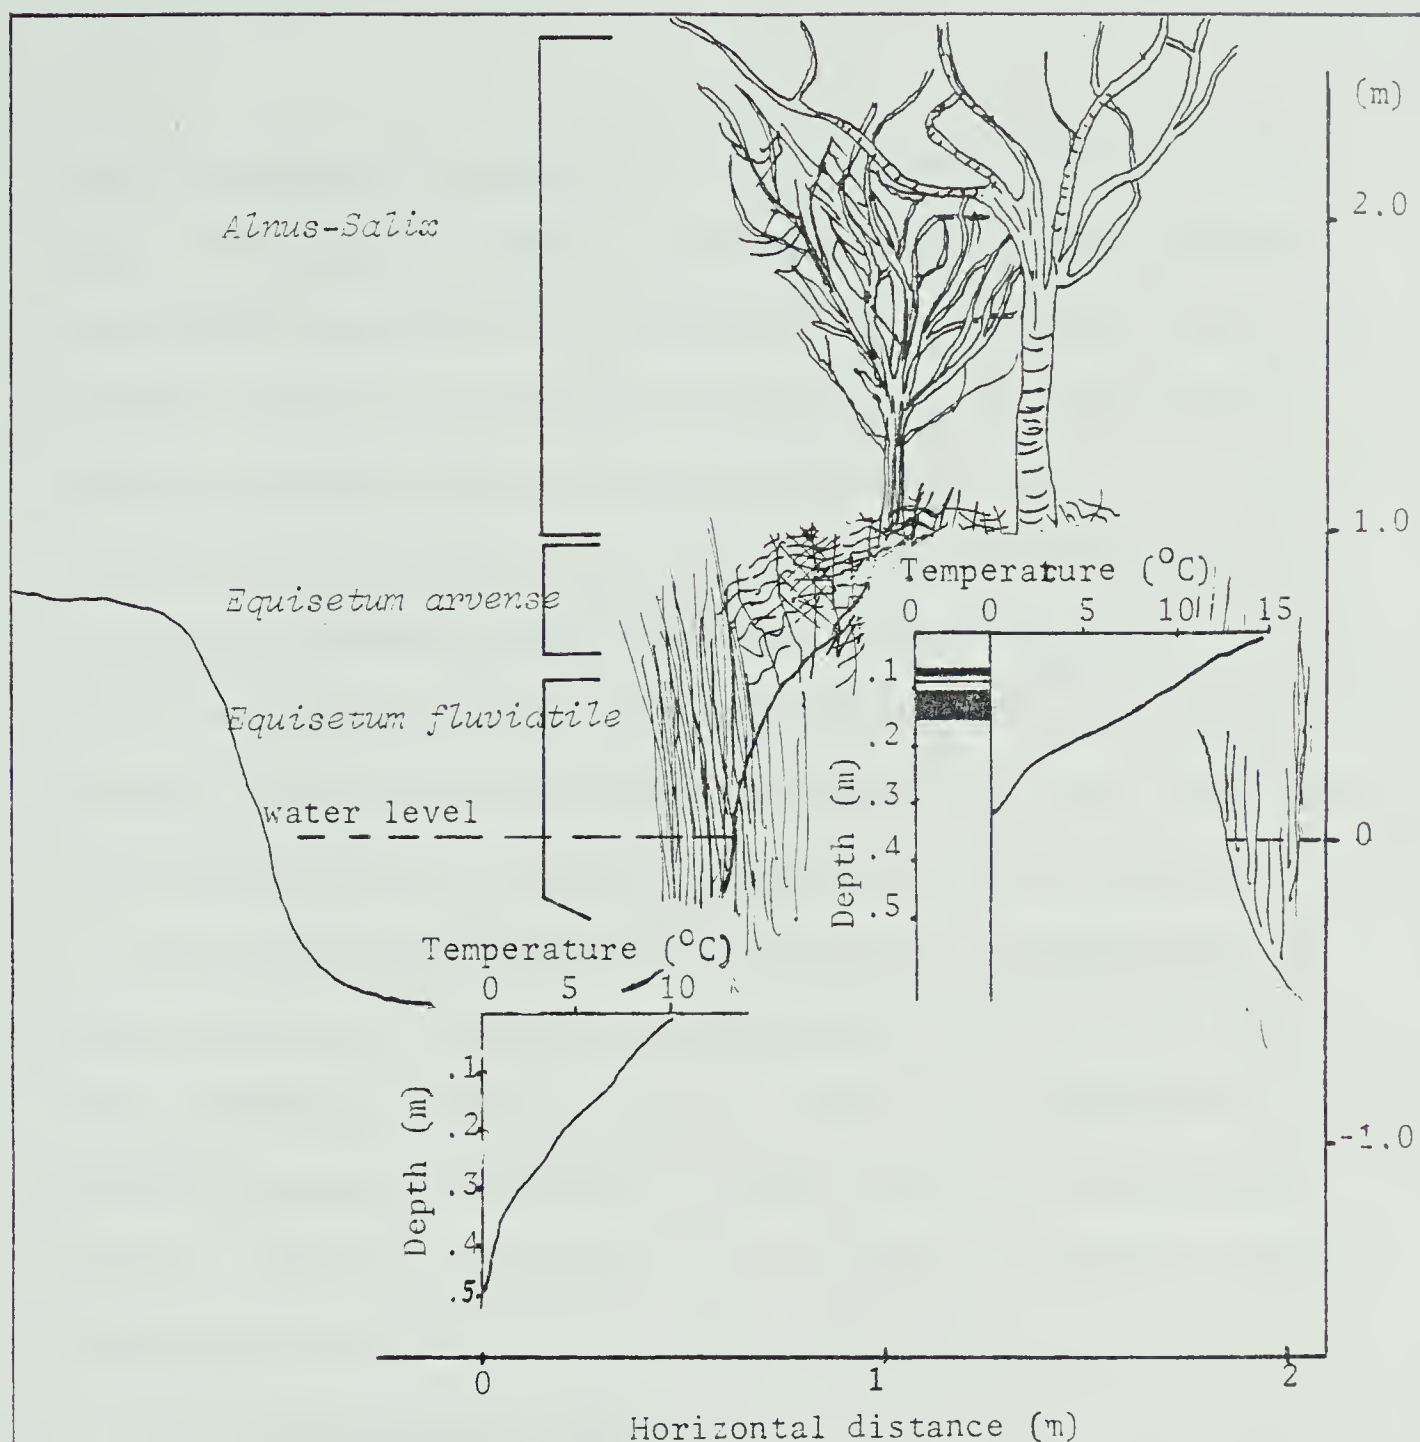 (m)
2.0
Alnus-Salix
1.0
Temperature (°C)
0 0 5 10 15
Equisetum arvense
.1
Equisetum fluviatile
.2
Depth (m)
.3
water level
0
.4
.5
Temperature (°C)
0 5 10
.1
Depth (m)
.2
-1.0
.3
.4
.5
0 1 2
Horizontal distance (m)